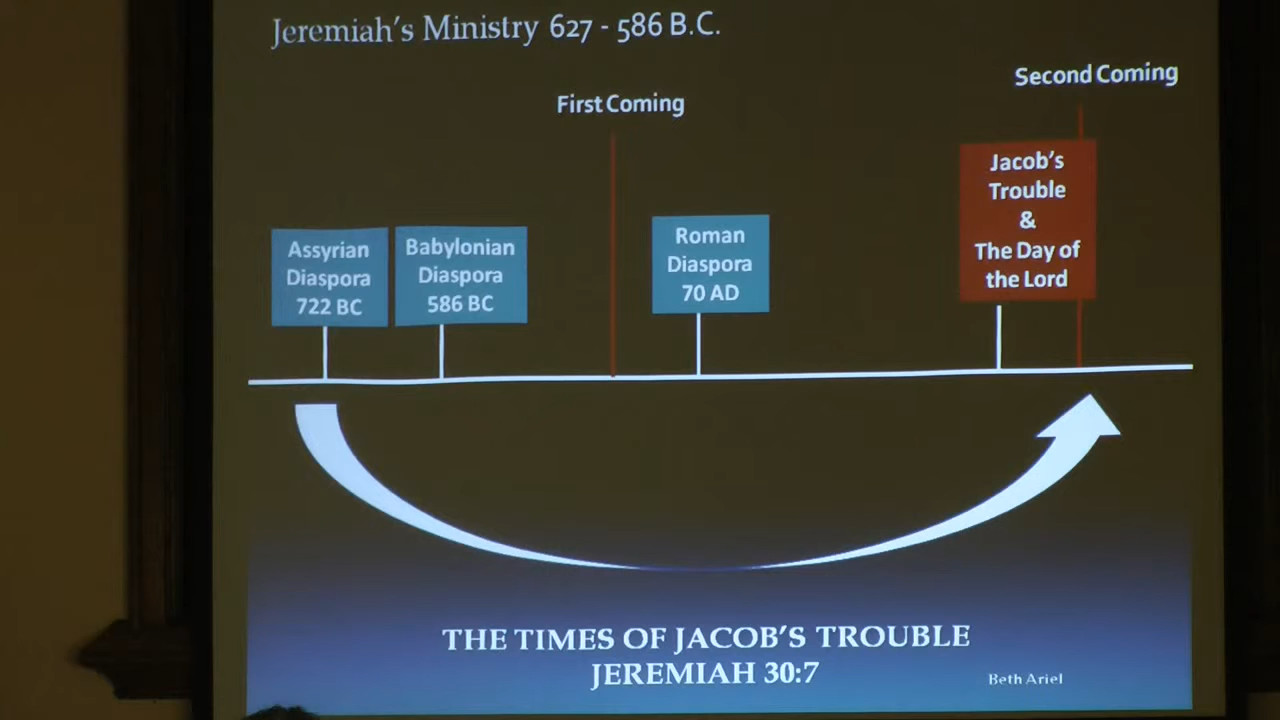 Jeremiah's Ministry 627 - 586 B.C.
First Coming
Second Coming
Assyrian
Diaspora
722 BC
Babylonian
Diaspora
586 BC
Roman
Diaspora
70 AD
Jacob's
Trouble
&
The Day of
the Lord
THE TIMES OF JACOB'S TROUBLE
JEREMIAH 30:7
Beth Ariel